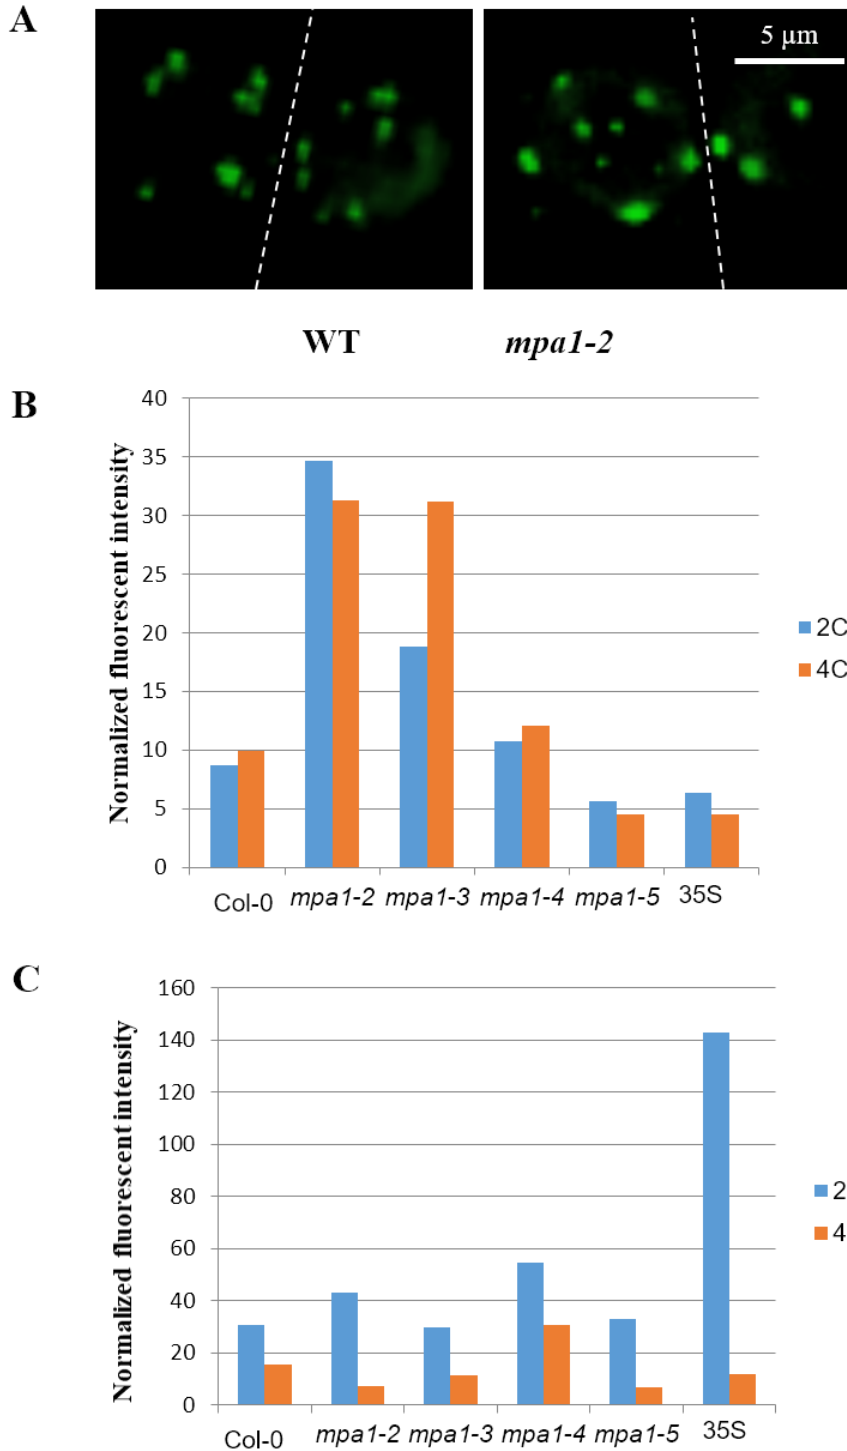 A
5 µm
WT
mpa1-2
B
Normalized fluorescent intensity
40
35
30
25
20
15
10
5
0
2C
4C
Col-0 mpa1-2 mpa1-3 mpa1-4 mpa1-5 35S
C
Normalized fluorescent intensity
160
140
120
100
80
60
40
20
0
2
4
Col-0 mpa1-2 mpa1-3 mpa1-4 mpa1-5 35S